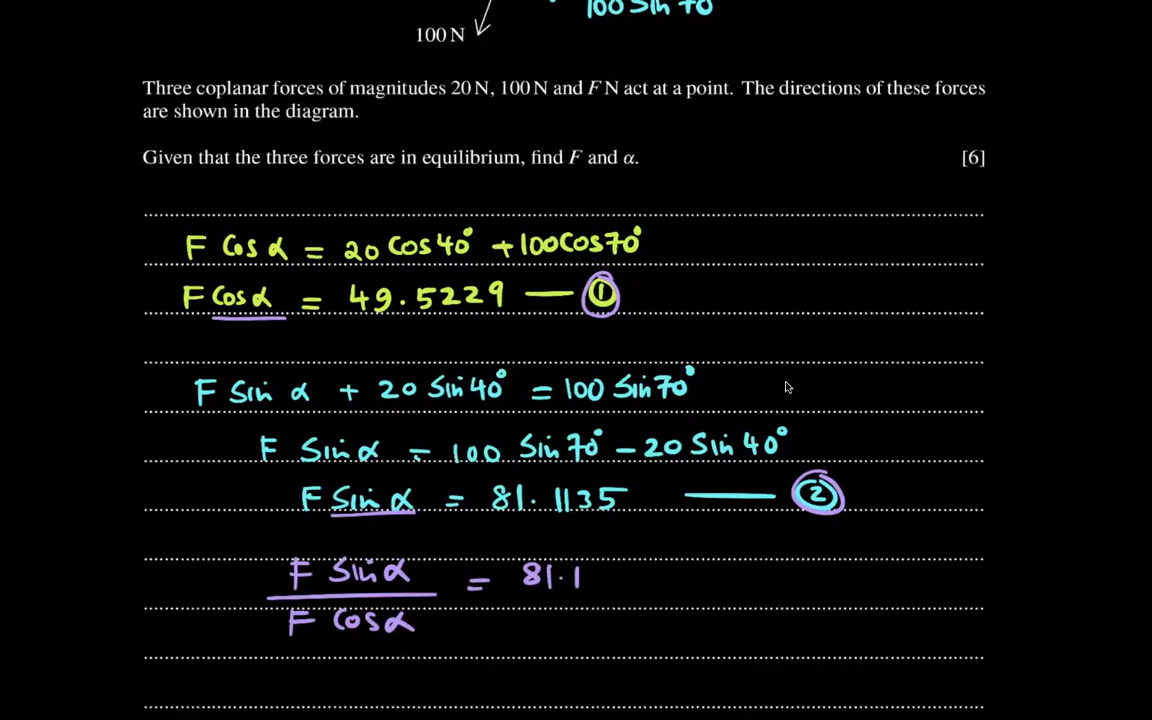 100 Sin 70
100 N
Three coplanar forces of magnitudes 20 N, 100 N and F N act at a point. The directions of these forces
are shown in the diagram.
Given that the three forces are in equilibrium, find F and α. [6]
F Cos α = 20 Cos 40° + 100 Cos 70°
F Cos α = 49.5229 — ①
F Sin α + 20 Sin 40° = 100 Sin 70°
F Sin α = 100 Sin 70° - 20 Sin 40°
F Sin α = 81.1135 — ②
F Sin α = 81.1
F Cos α